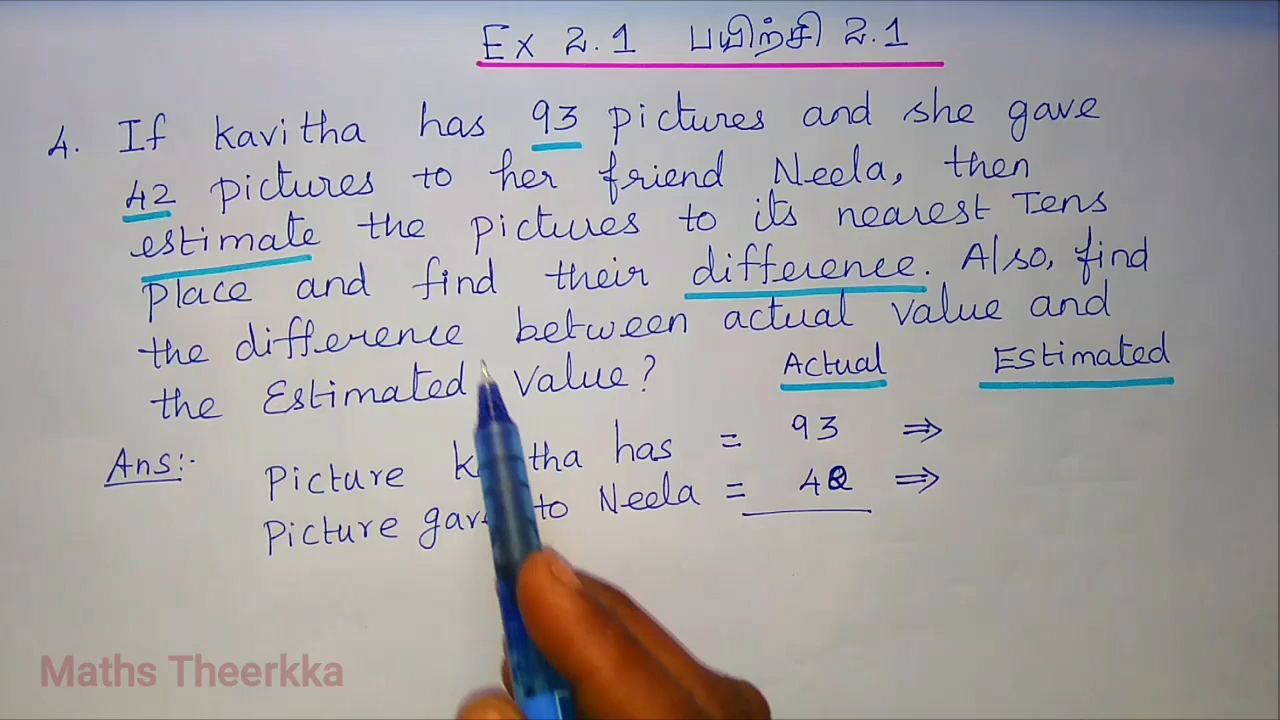 Ex 2.1 பயிற்சி 2.1
4. If kavitha has 93 pictures and she gave
42 pictures to her friend Neela, then
estimate the pictures to its nearest Tens
place and find their difference. Also, find
the difference between actual value and
the Estimated value?
Actual Estimated
Ans:-
Picture has = 93 ⇒
Picture to Neela = 42 ⇒
Maths Theerkka